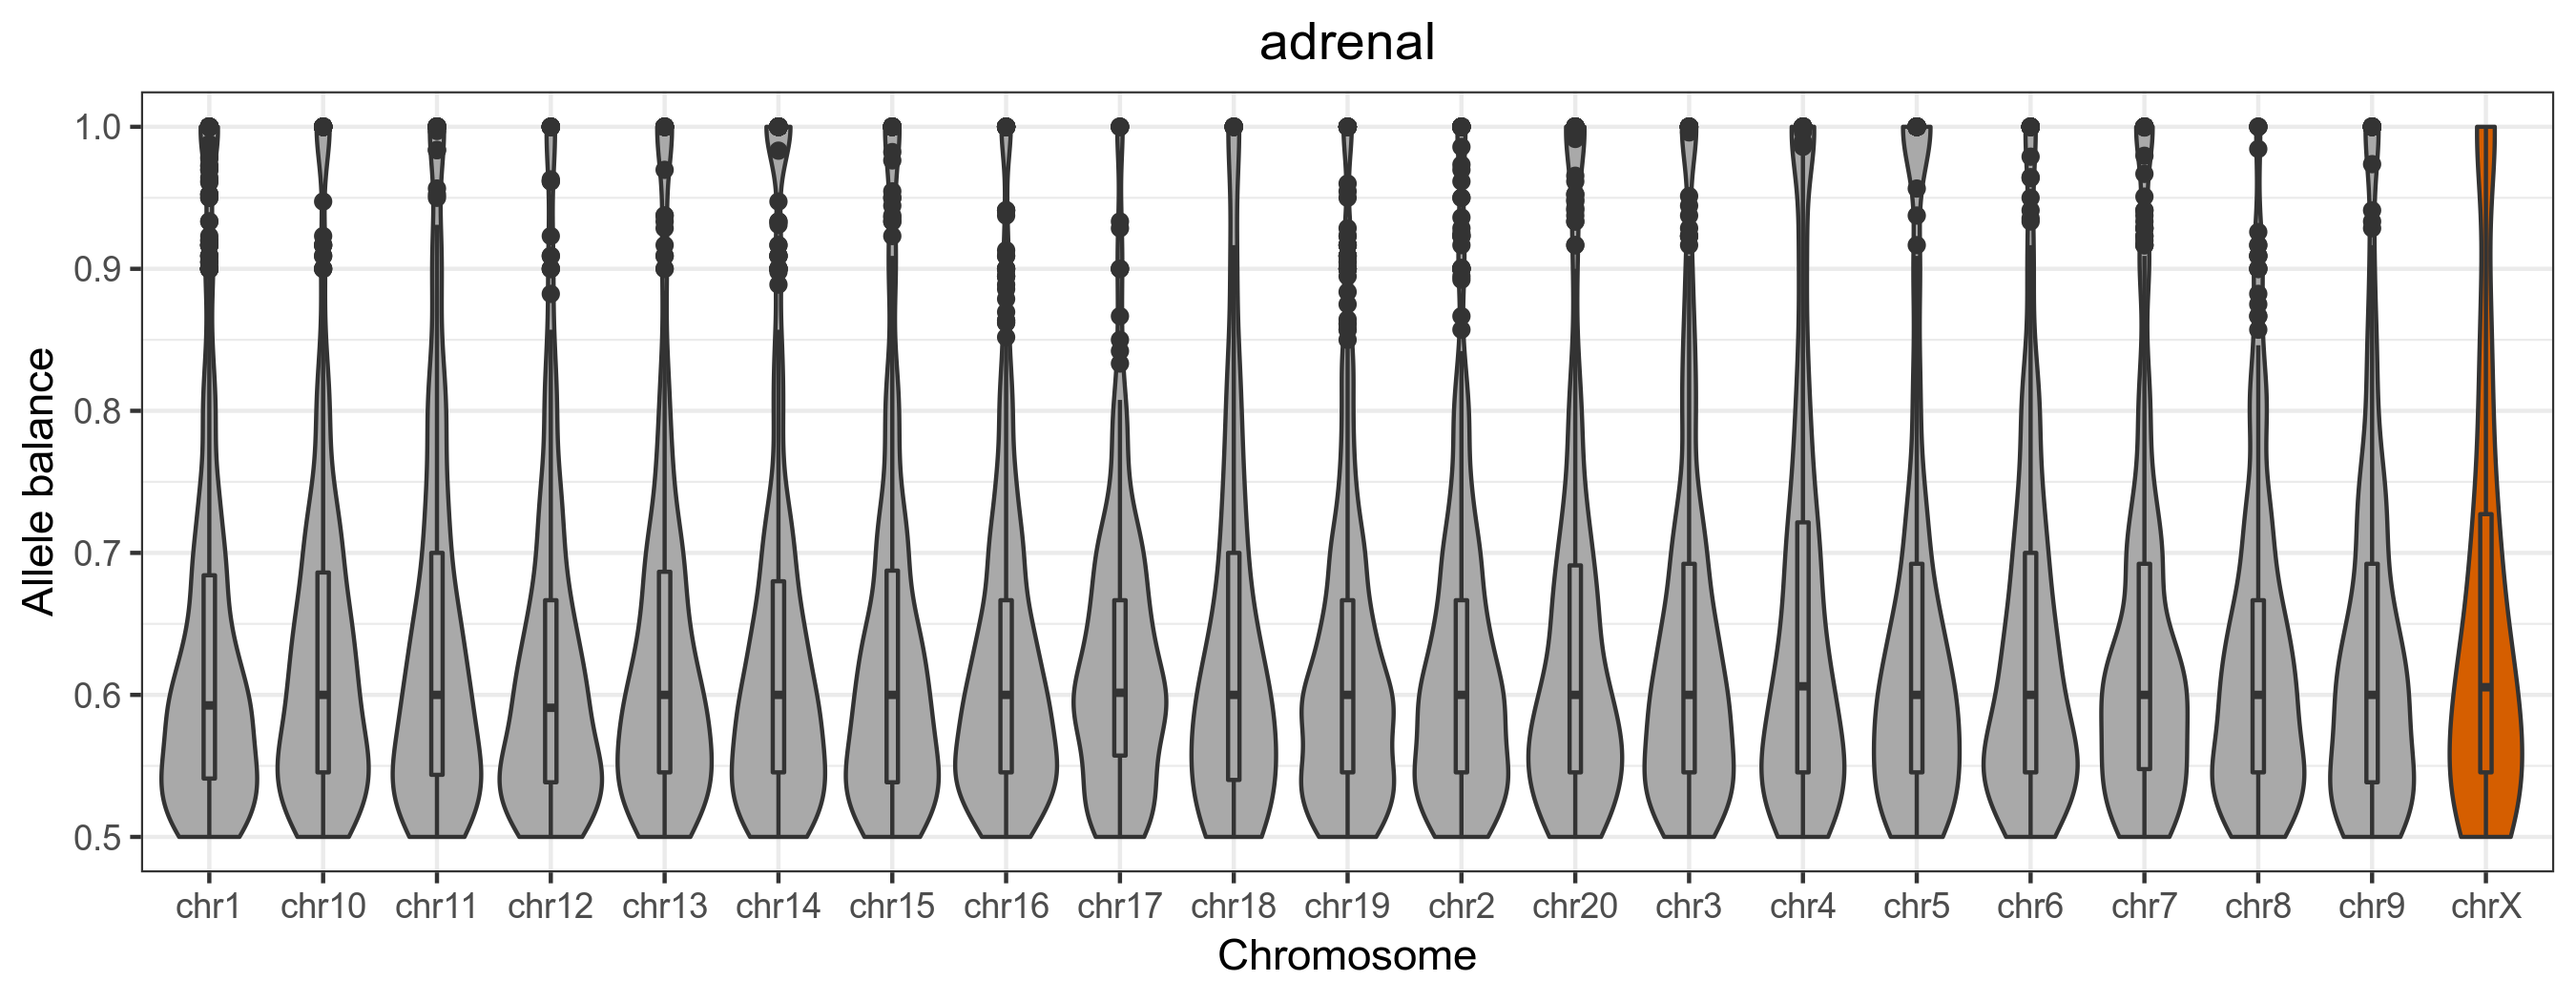 adrenal
Allele balance
1.0
0.9
0.8
0.7
0.6
0.5
chr1 chr10 chr11 chr12 chr13 chr14 chr15 chr16 chr17 chr18 chr19 chr2 chr20 chr3 chr4 chr5 chr6 chr7 chr8 chr9 chrX
Chromosome